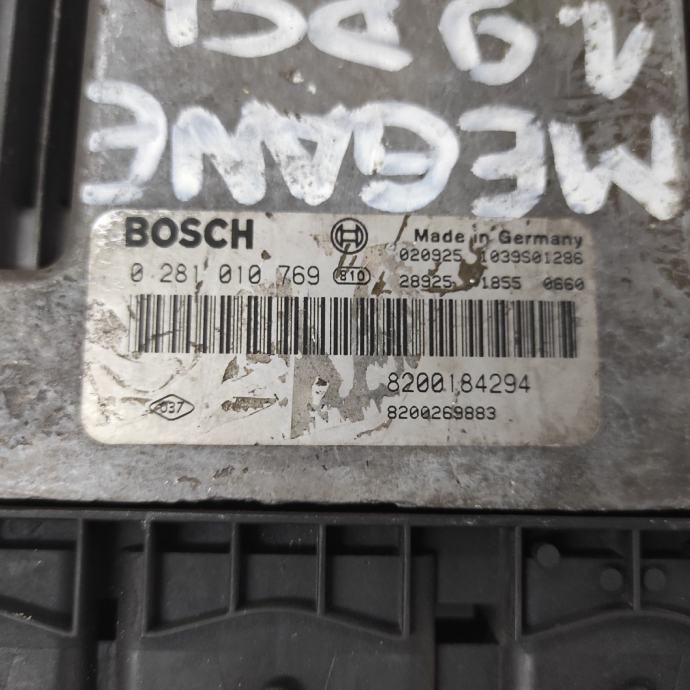 1.9 DCI
MEGANE
BOSCH Made in Germany
020925 1039S01286
0 281 010 769 810 28925 1855 0660
8200184294
037 8200269883